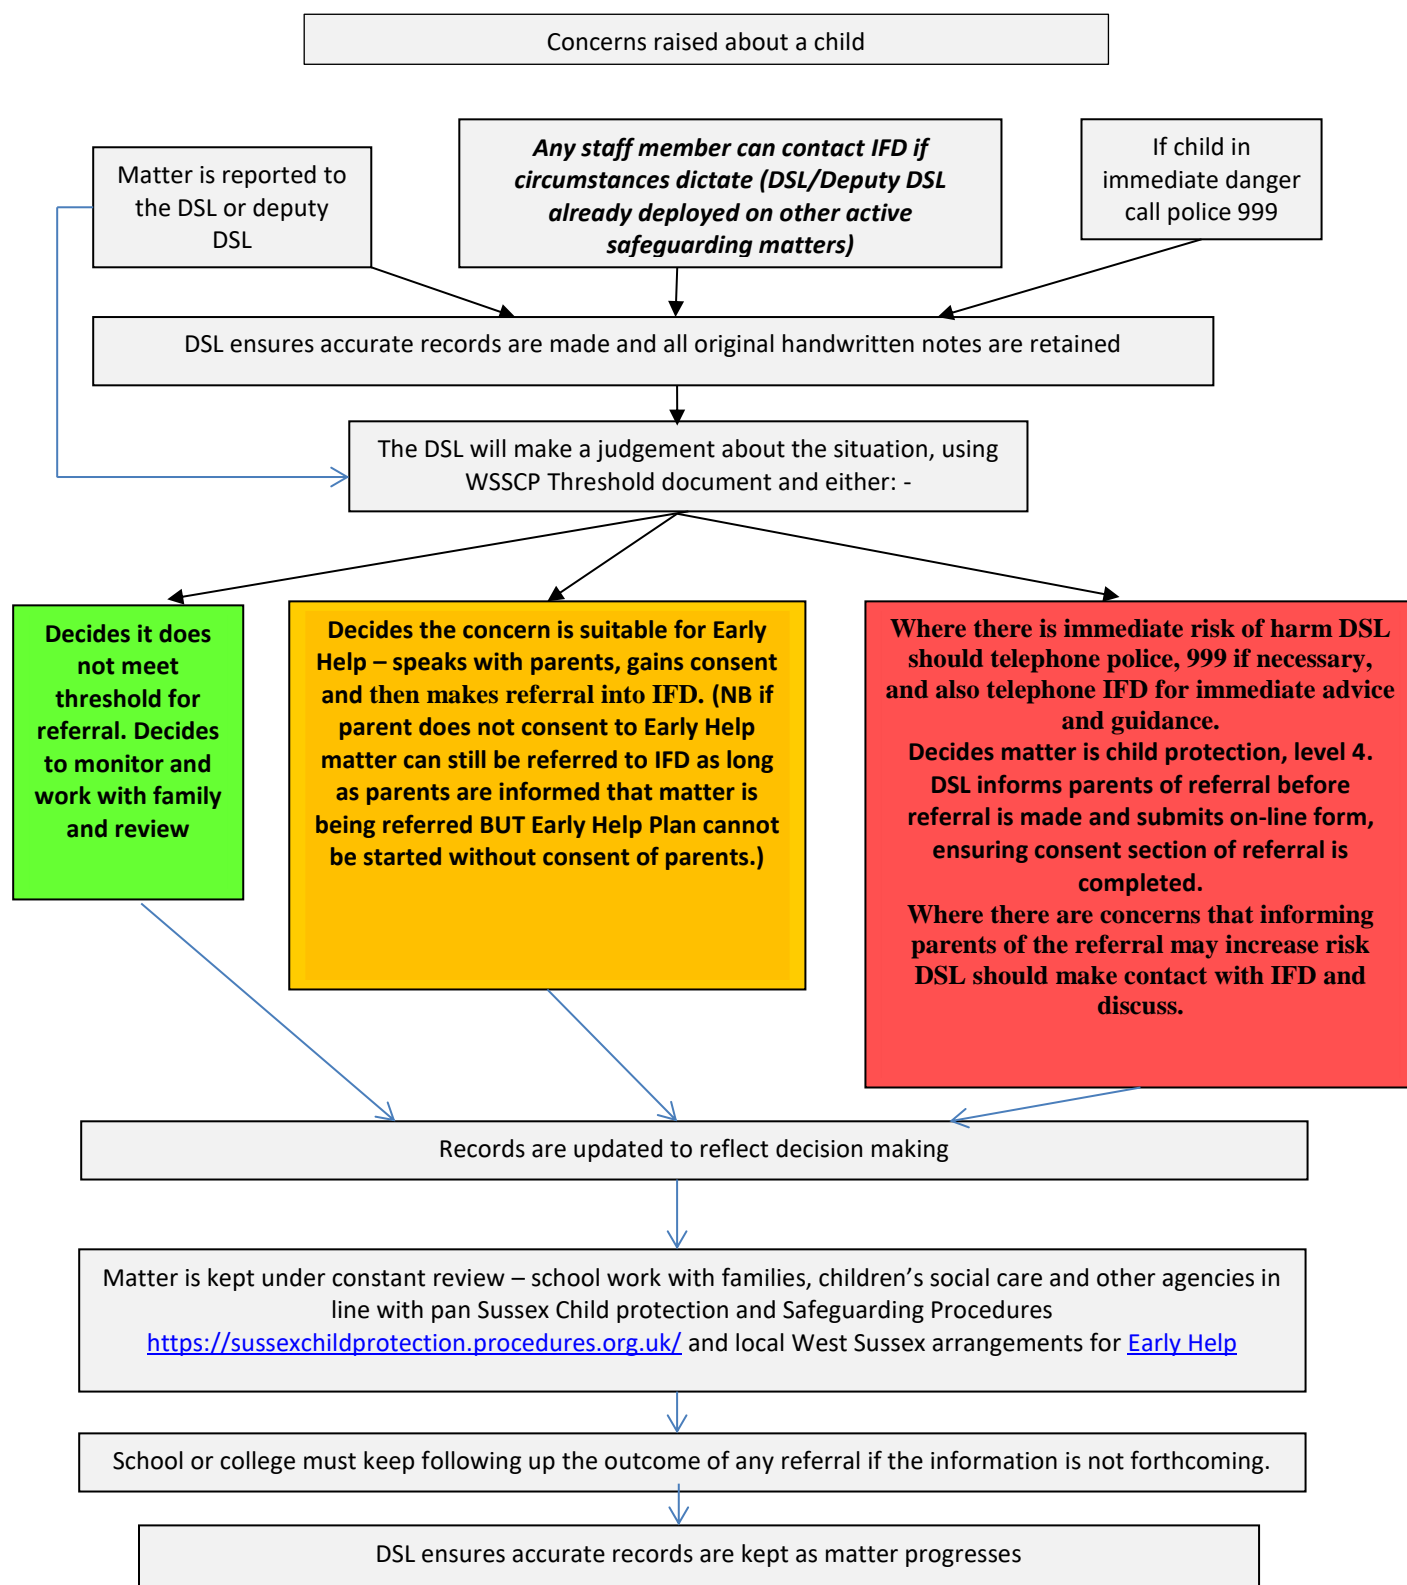 Concerns raised about a child
Matter is reported to
the DSL or deputy
DSL
Any staff member can contact IFD if
circumstances dictate (DSL/Deputy DSL
already deployed on other active
safeguarding matters)
If child in
immediate danger
call police 999
DSL ensures accurate records are made and all original handwritten notes are retained
The DSL will make a judgement about the situation, using
WSSCP Threshold document and either: -
Decides it does
not meet
threshold for
referral. Decides
to monitor and
work with family
and review
Decides the concern is suitable for Early
Help – speaks with parents, gains consent
and then makes referral into IFD. (NB if
parent does not consent to Early Help
matter can still be referred to IFD as long
as parents are informed that matter is
being referred BUT Early Help Plan cannot
be started without consent of parents.)
Where there is immediate risk of harm DSL
should telephone police, 999 if necessary,
and also telephone IFD for immediate advice
and guidance.
Decides matter is child protection, level 4.
DSL informs parents of referral before
referral is made and submits on-line form,
ensuring consent section of referral is
completed.
Where there are concerns that informing
parents of the referral may increase risk
DSL should make contact with IFD and
discuss.
Records are updated to reflect decision making
Matter is kept under constant review – school work with families, children’s social care and other agencies in
line with pan Sussex Child protection and Safeguarding Procedures
https://sussexchildprotection.procedures.org.uk/ and local West Sussex arrangements for Early Help
School or college must keep following up the outcome of any referral if the information is not forthcoming.
DSL ensures accurate records are kept as matter progresses